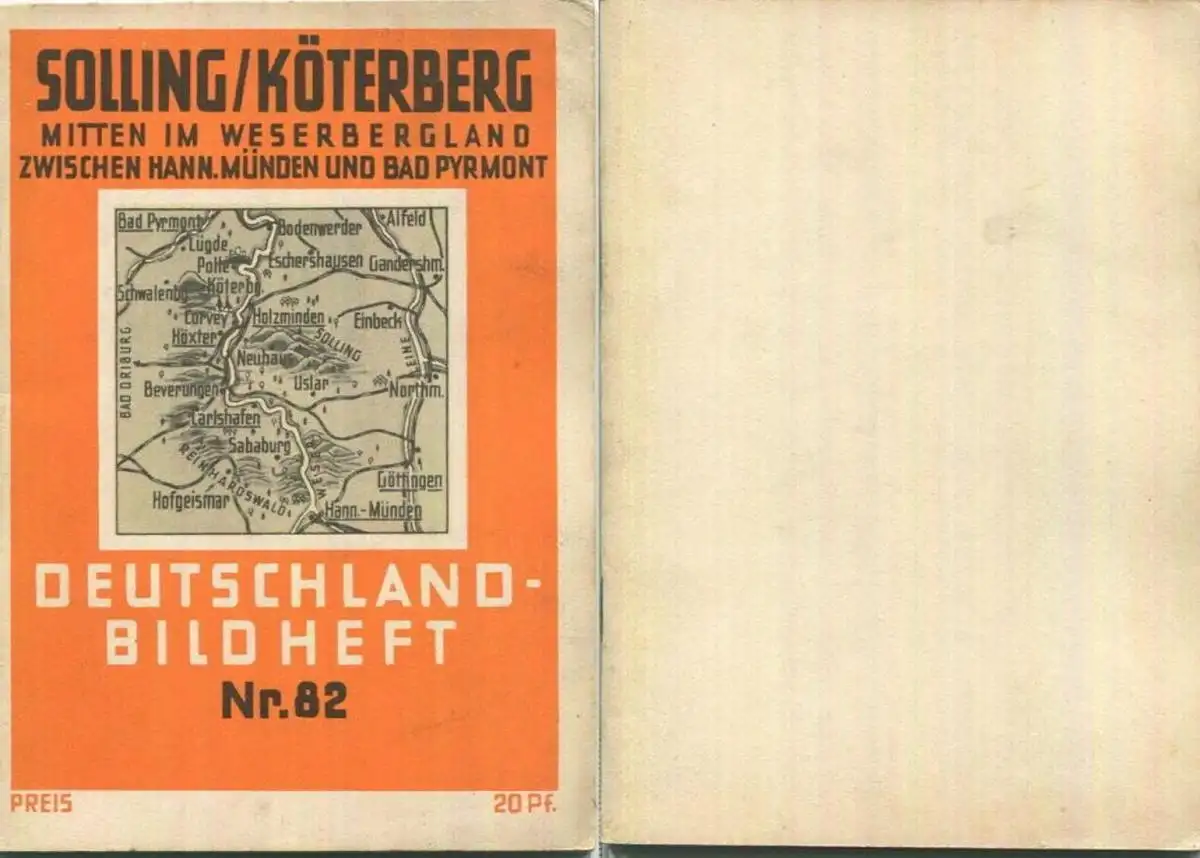 SOLLING/KÖTERBERG
MITTEN IM WESERBERGLAND
ZWISCHEN HANN. MÜNDEN UND BAD PYRMONT
Bad Pyrmont
Bodenwerder
Alfeld
Lügde
Polle
Eschershausen
Gandershm.
Schwalenbg
Köterbg.
Corvey
Holzminden
Einbeck
Höxter
SOLLING
BAD DRIBURG
Neuhaus
LEINE
Beverungen
Uslar
Northm.
Carlshafen
Sababurg
WESER
REINHARDSWALD
Göttingen
Hofgeismar
Hann.-Münden
DEUTSCHLAND-
BILDHEFT
Nr. 82
PREIS 20 Pf.